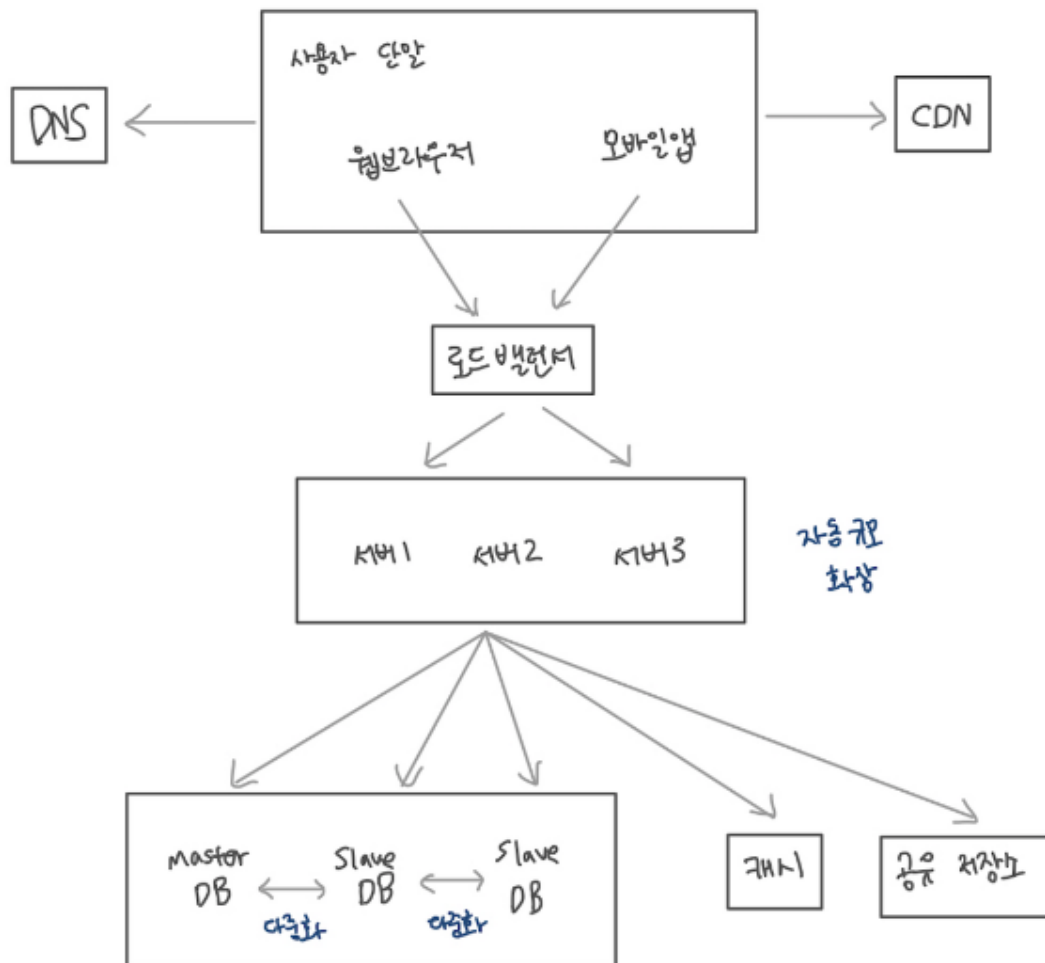 사용자 단말
DNS
CDN
웹브라우저
모바일앱
로드밸런서
서버1
서버2
서버3
자동 규모
확장
Master
DB
Slave
DB
Slave
DB
다중화
다중화
캐시
공유 저장소